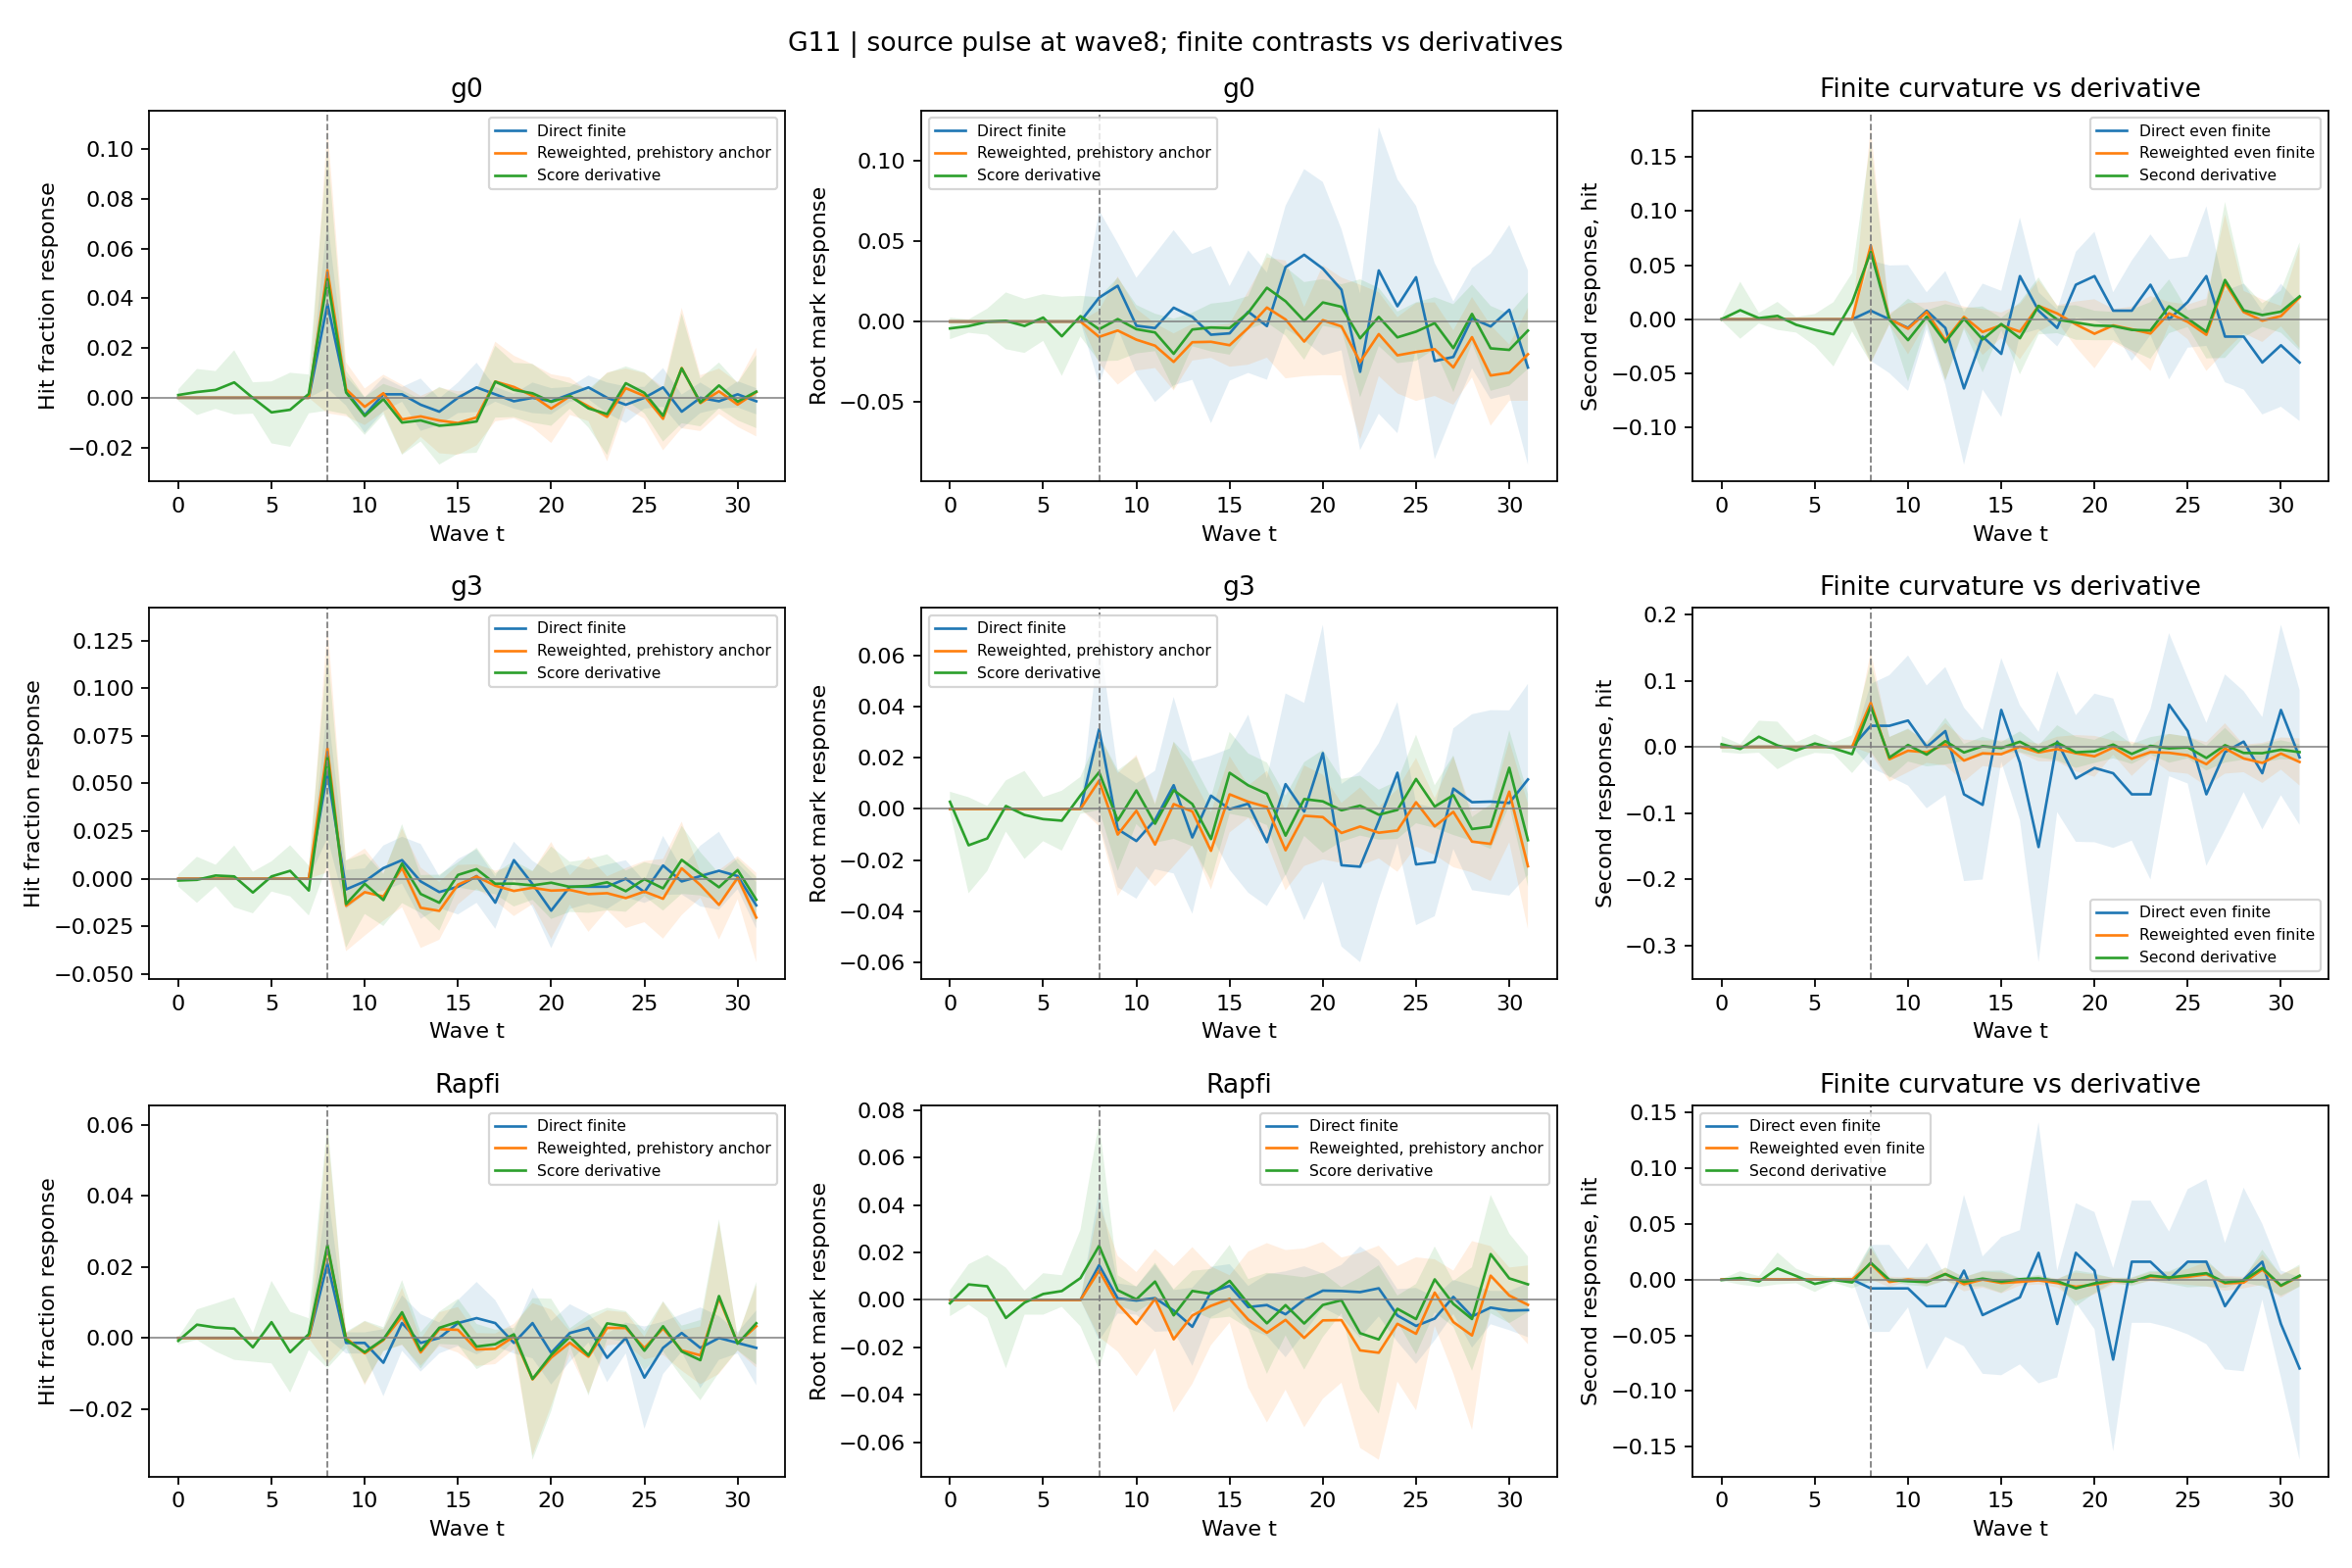 G11 | source pulse at wave8; finite contrasts vs derivatives
g0
Hit fraction response
0.10
0.08
0.06
0.04
0.02
0.00
−0.02
Direct finite
Reweighted, prehistory anchor
Score derivative
0 5 10 15 20 25 30
Wave t
g0
Root mark response
0.10
0.05
0.00
−0.05
Direct finite
Reweighted, prehistory anchor
Score derivative
0 5 10 15 20 25 30
Wave t
Finite curvature vs derivative
Second response, hit
0.15
0.10
0.05
0.00
−0.05
−0.10
Direct even finite
Reweighted even finite
Second derivative
0 5 10 15 20 25 30
Wave t
g3
Hit fraction response
0.125
0.100
0.075
0.050
0.025
0.000
−0.025
−0.050
Direct finite
Reweighted, prehistory anchor
Score derivative
0 5 10 15 20 25 30
Wave t
g3
Root mark response
0.06
0.04
0.02
0.00
−0.02
−0.04
−0.06
Direct finite
Reweighted, prehistory anchor
Score derivative
0 5 10 15 20 25 30
Wave t
Finite curvature vs derivative
Second response, hit
0.2
0.1
0.0
−0.1
−0.2
−0.3
Direct even finite
Reweighted even finite
Second derivative
0 5 10 15 20 25 30
Wave t
Rapfi
Hit fraction response
0.06
0.04
0.02
0.00
−0.02
Direct finite
Reweighted, prehistory anchor
Score derivative
0 5 10 15 20 25 30
Wave t
Rapfi
Root mark response
0.08
0.06
0.04
0.02
0.00
−0.02
−0.04
−0.06
Direct finite
Reweighted, prehistory anchor
Score derivative
0 5 10 15 20 25 30
Wave t
Finite curvature vs derivative
Second response, hit
0.15
0.10
0.05
0.00
−0.05
−0.10
−0.15
Direct even finite
Reweighted even finite
Second derivative
0 5 10 15 20 25 30
Wave t